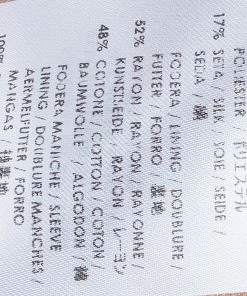 POLIESTER / ポリエステル
17% SETA / SILK / SOIE / SEIDE /
SEDA / 絹
FODERA / LINING / DOUBLURE /
FUTTER / FORRO / 裏地
52% RAYON / RAYON / RAYONNE /
KUNSTSEIDE / RAYON / レーヨン
48% COTONE / COTTON / COTON /
BAUMWOLLE / ALGODON / 綿
FODERA MANICHE / SLEEVE
LINING / DOUBLURE MANCHES /
AERMELFUTTER / FORRO
MANGAS / 袖裏地
100%